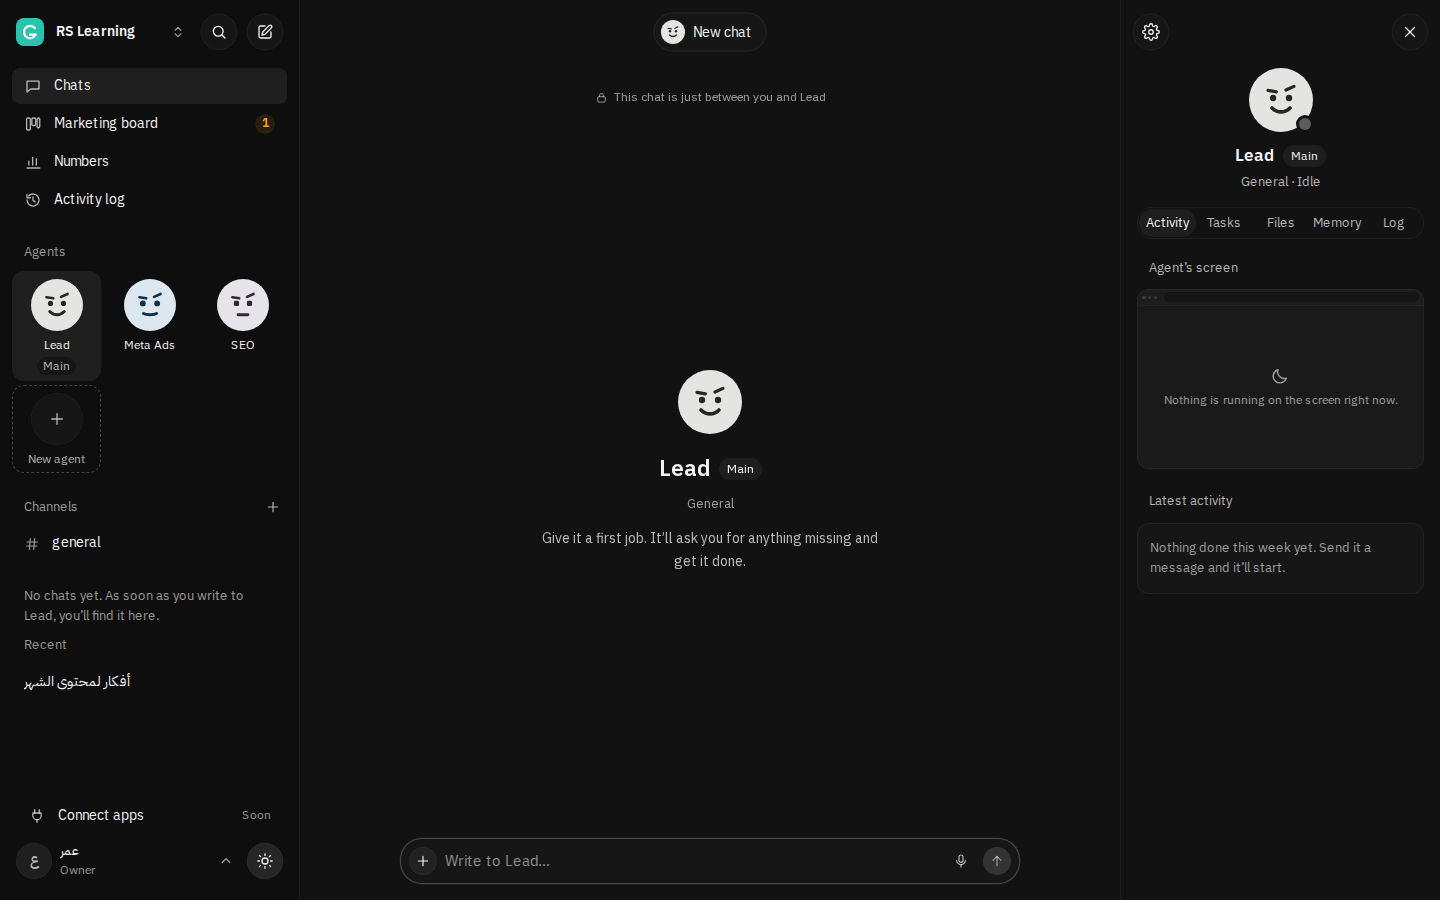 RS Learning
Chats
Marketing board
1
Numbers
Activity log
Agents
Lead
Main
Meta Ads
SEO
New agent
Channels
general
No chats yet. As soon as you write to
Lead, you'll find it here.
Recent
أفكار لمحتوى الشهر
Connect apps
Soon
ع
عمر
Owner
New chat
This chat is just between you and Lead
Lead
Main
General
Give it a first job. It'll ask you for anything missing and
get it done.
Write to Lead...
Lead
Main
General · Idle
Activity
Tasks
Files
Memory
Log
Agent's screen
Nothing is running on the screen right now.
Latest activity
Nothing done this week yet. Send it a
message and it'll start.